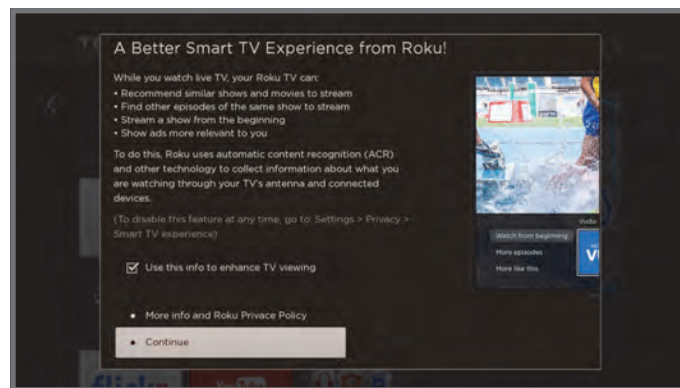 A Better Smart TV Experience from Roku!
While you watch live TV, your Roku TV can:
• Recommend similar shows and movies to stream
• Find other episodes of the same show to stream
• Stream a show from the beginning
• Show ads more relevant to you
To do this, Roku uses automatic content recognition (ACR)
and other technology to collect information about what you
are watching through your TV's antenna and connected
devices.
(To disable this feature at any time, go to: Settings > Privacy >
Smart TV experience)
Use this info to enhance TV viewing
• More info and Roku Privace Policy
• Continue
Watch from beginning
More episodes
More like this
flickr
YouTube